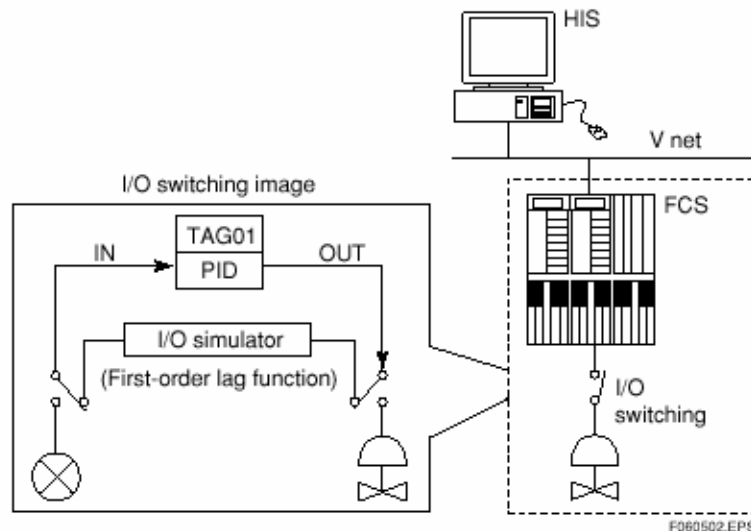 HIS
V net
I/O switching image
FCS
TAG01
IN
OUT
PID
I/O simulator
(First-order lag function)
I/O
switching
F060502.EPS